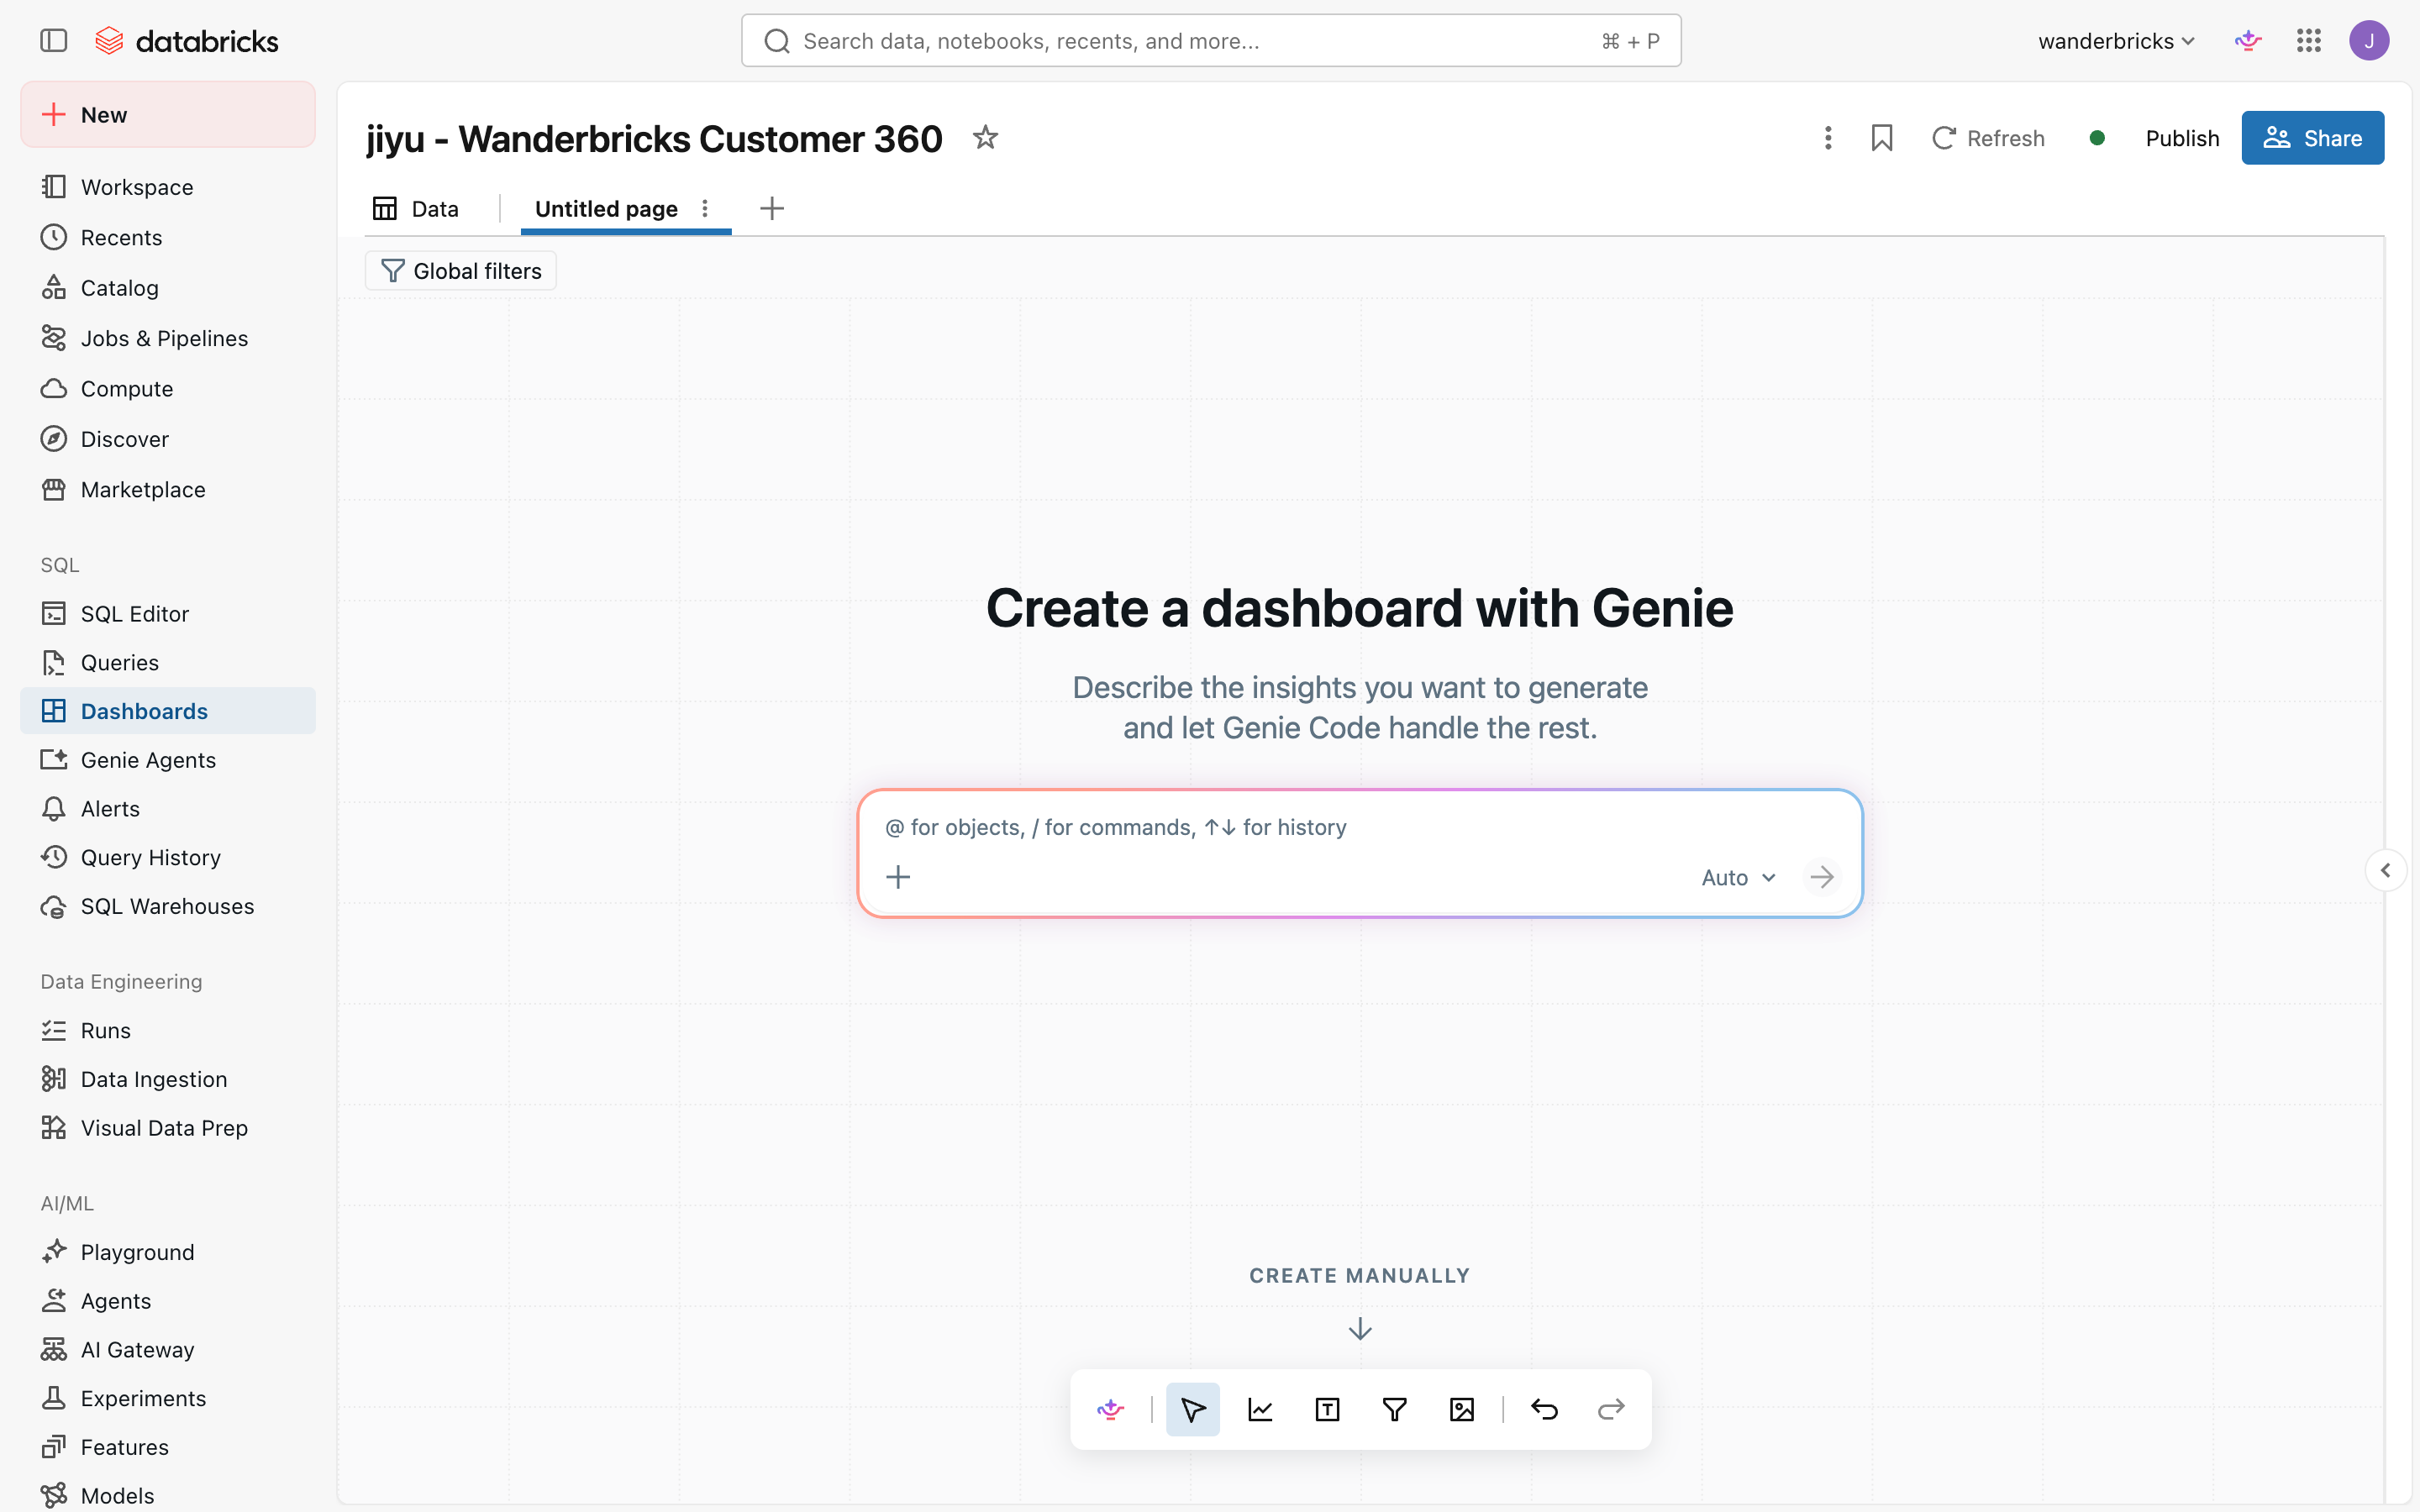 databricks
Search data, notebooks, recents, and more...
⌘ + P
wanderbricks
J
New
Workspace
Recents
Catalog
Jobs & Pipelines
Compute
Discover
Marketplace
SQL
SQL Editor
Queries
Dashboards
Genie Agents
Alerts
Query History
SQL Warehouses
Data Engineering
Runs
Data Ingestion
Visual Data Prep
AI/ML
Playground
Agents
AI Gateway
Experiments
Features
Models
jiyu - Wanderbricks Customer 360
Refresh
Publish
Share
Data
Untitled page
Global filters
Create a dashboard with Genie
Describe the insights you want to generate
and let Genie Code handle the rest.
@ for objects, / for commands, ↑↓ for history
Auto
CREATE MANUALLY